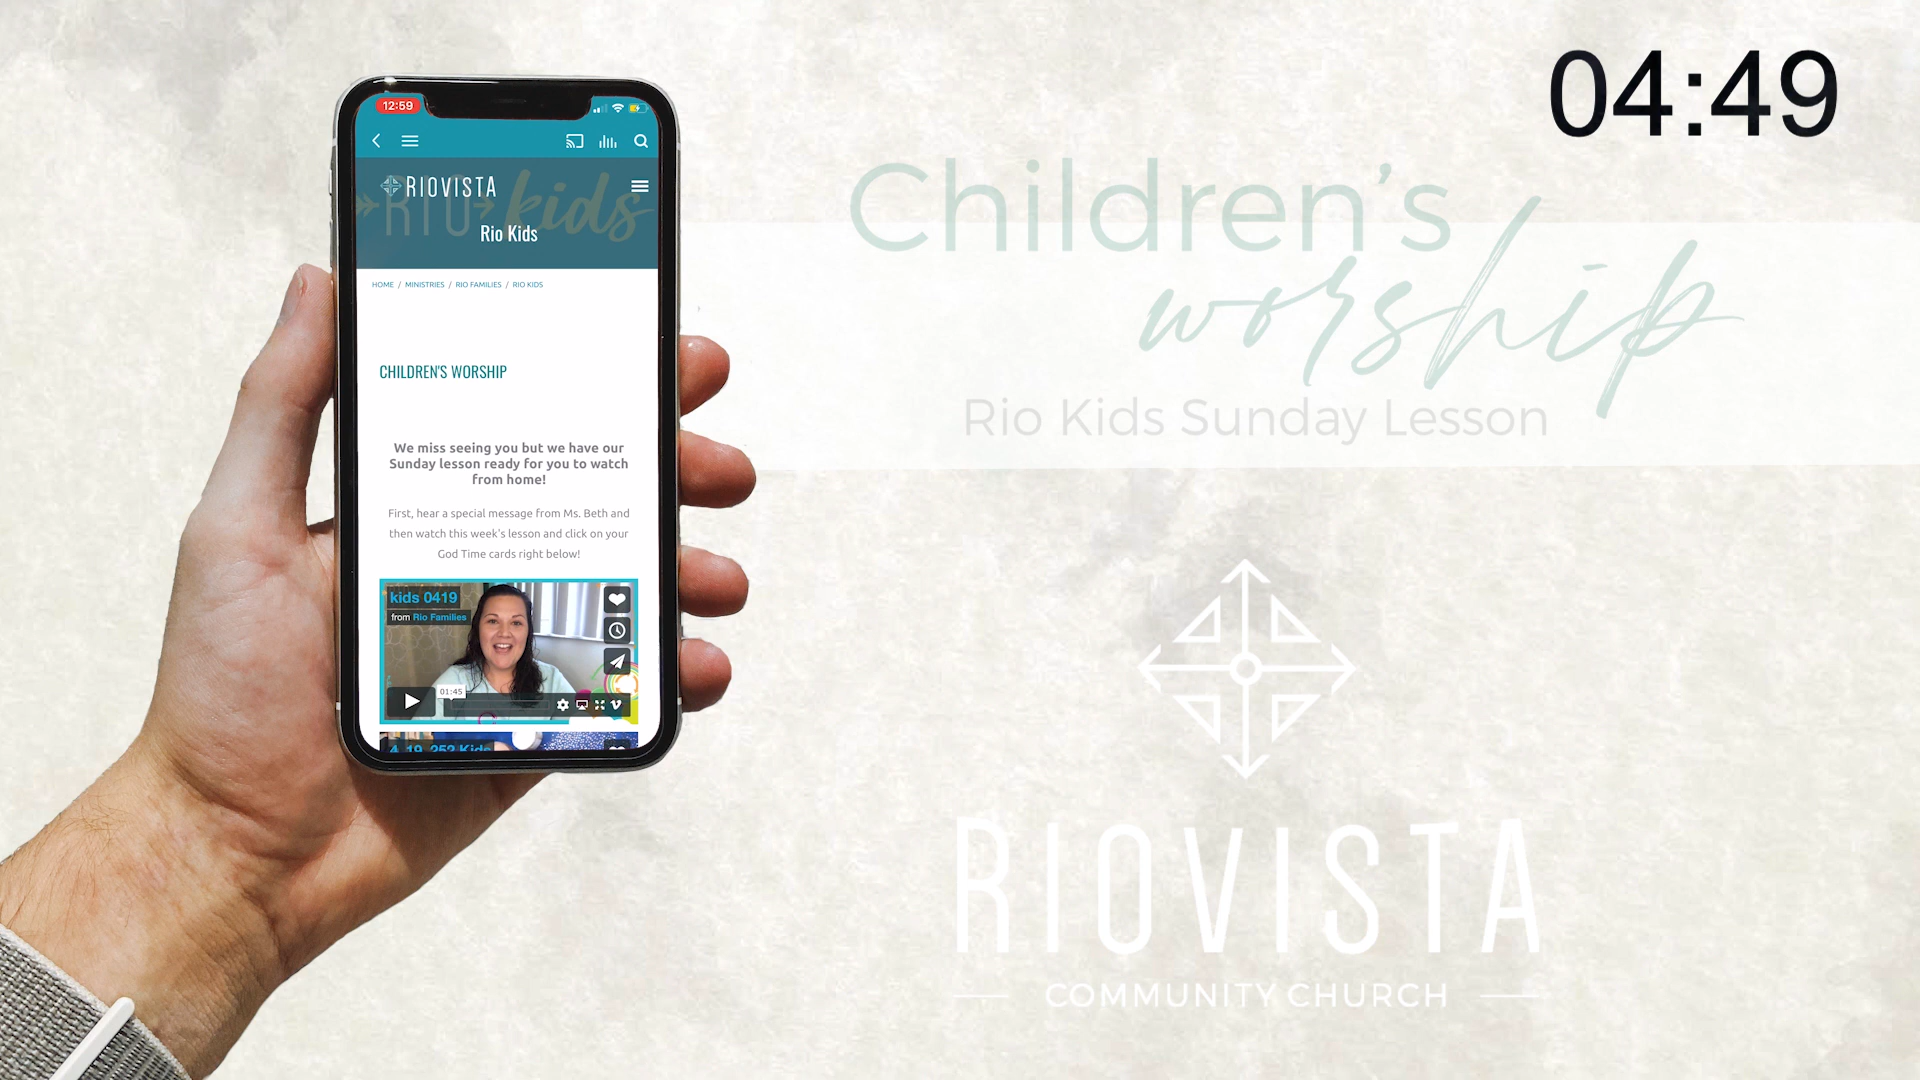 04:49
Children's
worship
Rio Kids Sunday Lesson
12:59
RIOVISTA
RIO kids
Rio Kids
HOME / MINISTRIES / RIO FAMILIES / RIO KIDS
CHILDREN'S WORSHIP
We miss seeing you but we have our
Sunday lesson ready for you to watch
from home!
First, hear a special message from Ms. Beth and
then watch this week's lesson and click on your
God Time cards right below!
kids 0419
from Rio Families
01:45
4_19_252 Kids
RIOVISTA
COMMUNITY CHURCH